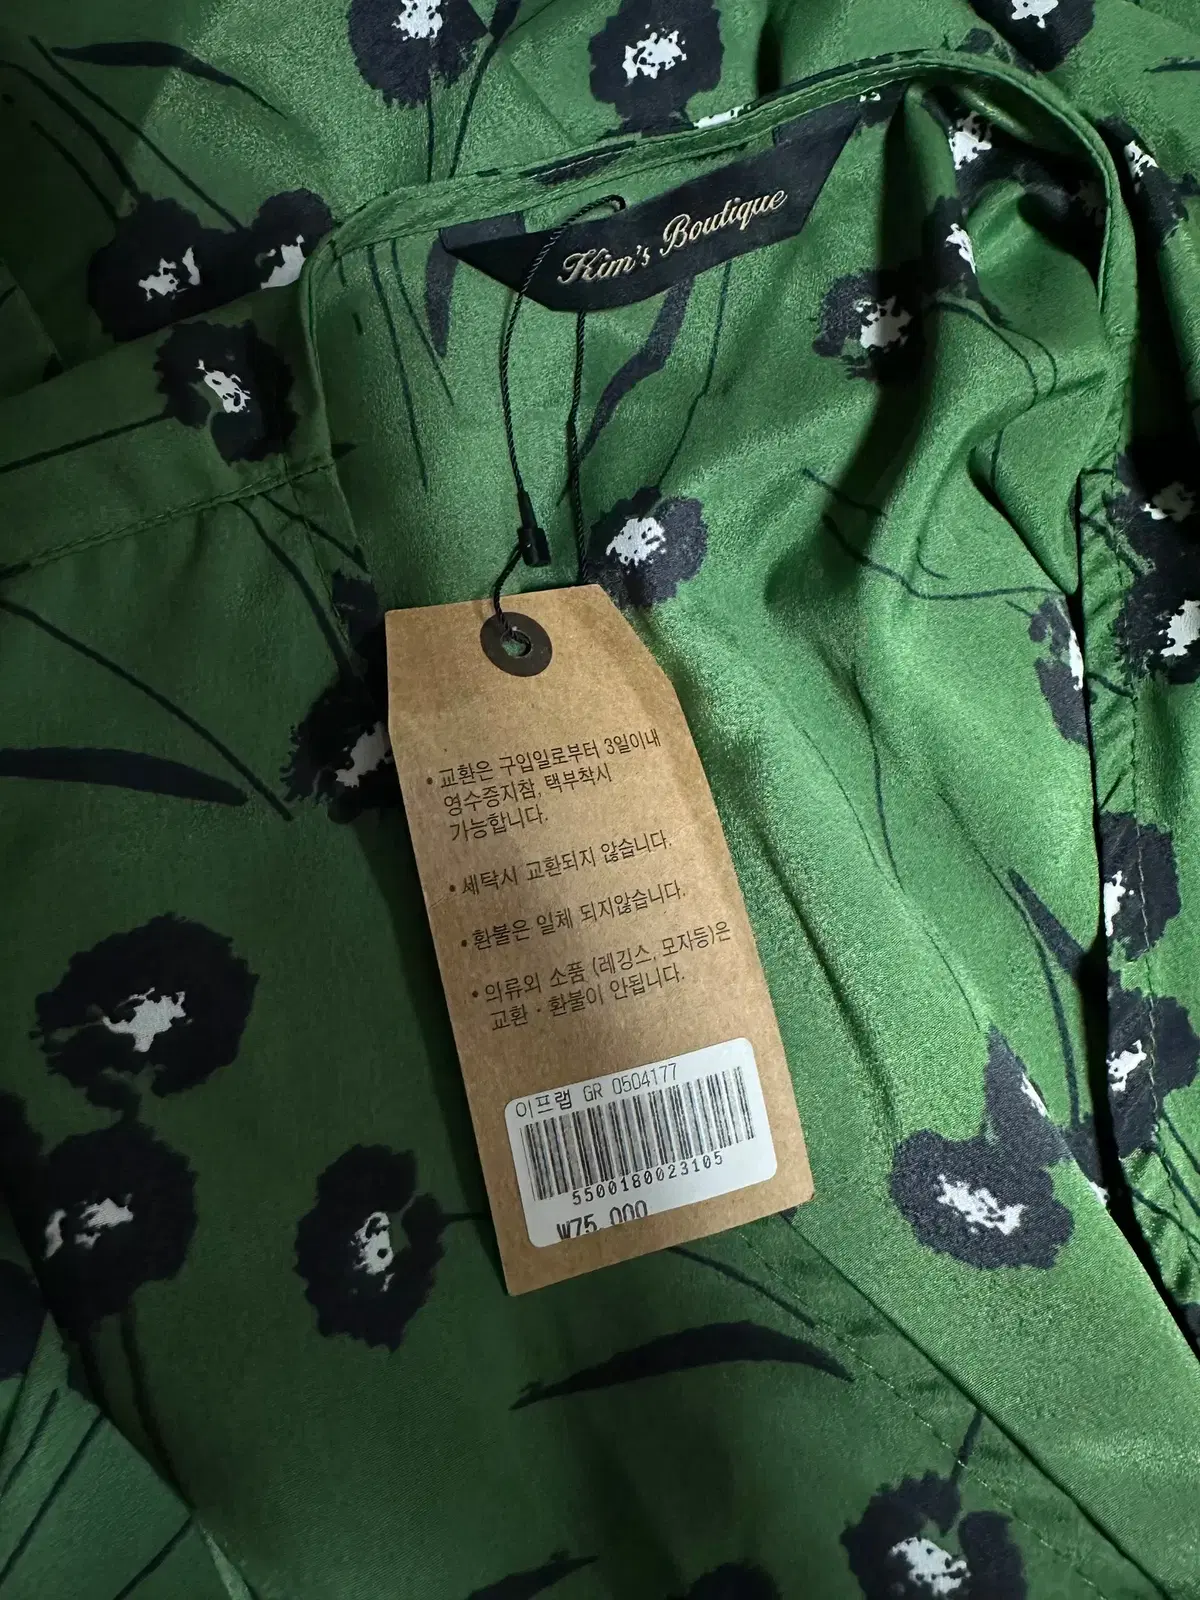 Kim's Boutique
• 교환은 구입일로부터 3일이내
영수증지참, 택부착시
가능합니다.
• 세탁시 교환되지 않습니다.
• 환불은 일체 되지않습니다.
• 의류외 소품 (레깅스, 모자등)은
교환 · 환불이 안됩니다.
이프랩 GR 0504177
5500180023105
₩75,000